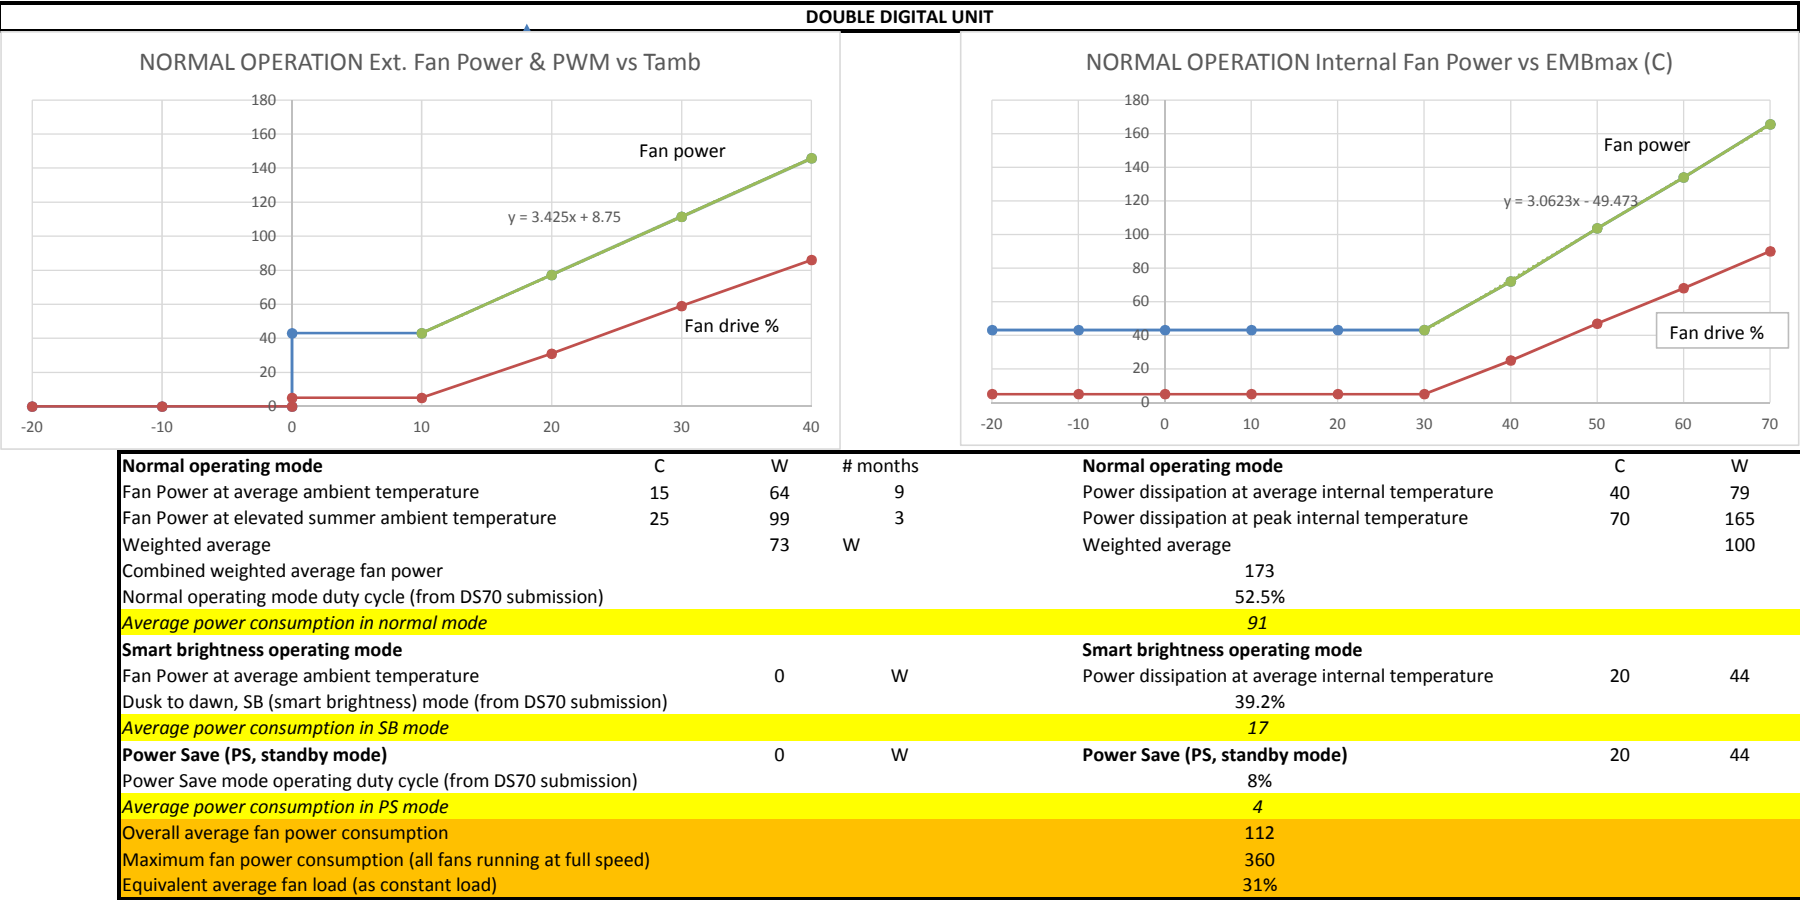 DOUBLE DIGITAL UNIT
NORMAL OPERATION Ext. Fan Power & PWM vs Tamb
180
160
140
120
100
80
60
40
20
0
-20 -10 0 10 20 30 40
Fan power
y = 3.425x + 8.75
Fan drive %
NORMAL OPERATION Internal Fan Power vs EMBmax (C)
180
160
140
120
100
80
60
40
20
0
-20 -10 0 10 20 30 40 50 60 70
Fan power
y = 3.0623x - 49.473
Fan drive %
Normal operating mode C W # months Normal operating mode C W
Fan Power at average ambient temperature 15 64 9 Power dissipation at average internal temperature 40 79
Fan Power at elevated summer ambient temperature 25 99 3 Power dissipation at peak internal temperature 70 165
Weighted average 73 W Weighted average 100
Combined weighted average fan power 173
Normal operating mode duty cycle (from DS70 submission) 52.5%
Average power consumption in normal mode 91
Smart brightness operating mode Smart brightness operating mode
Fan Power at average ambient temperature 0 W Power dissipation at average internal temperature 20 44
Dusk to dawn, SB (smart brightness) mode (from DS70 submission) 39.2%
Average power consumption in SB mode 17
Power Save (PS, standby mode) 0 W Power Save (PS, standby mode) 20 44
Power Save mode operating duty cycle (from DS70 submission) 8%
Average power consumption in PS mode 4
Overall average fan power consumption 112
Maximum fan power consumption (all fans running at full speed) 360
Equivalent average fan load (as constant load) 31%